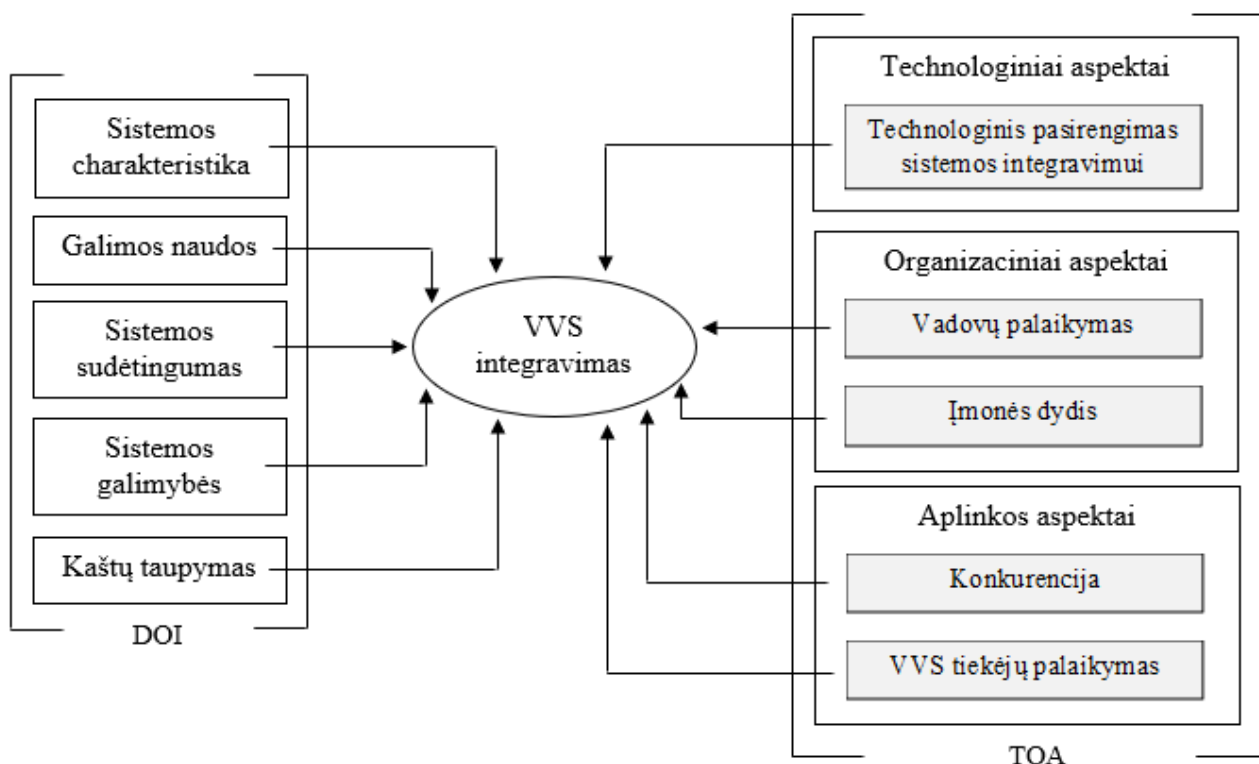 Sistemos
charakteristika
Galimos naudos
Sistemos
sudėtingumas
Sistemos
galimybės
Kaštų taupymas
DOI
VVS
integravimas
Technologiniai aspektai
Technologinis pasirengimas
sistemos integravimui
Organizaciniai aspektai
Vadovų palaikymas
Įmonės dydis
Aplinkos aspektai
Konkurencija
VVS tiekėjų palaikymas
TOA